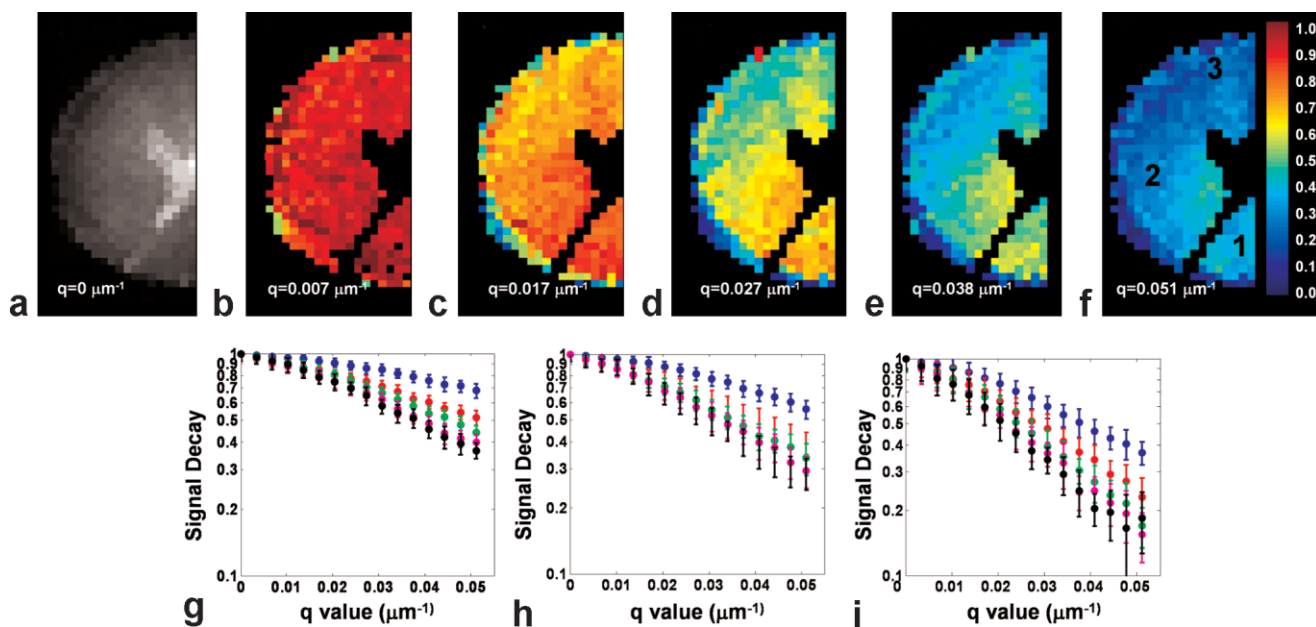 a
q=0 μm-1
b
q=0.007 μm-1
c
q=0.017 μm-1
d
q=0.027 μm-1
e
q=0.038 μm-1
f
q=0.051 μm-1
3
2
1
1.0
0.9
0.8
0.7
0.6
0.5
0.4
0.3
0.2
0.1
0.0
Signal Decay
1
0.9
0.8
0.7
0.6
0.5
0.4
0.3
0.2
0.1
0 0.01 0.02 0.03 0.04 0.05
q value (μm-1)
g
Signal Decay
1
0.9
0.8
0.7
0.6
0.5
0.4
0.3
0.2
0.1
0 0.01 0.02 0.03 0.04 0.05
q value (μm-1)
h
Signal Decay
1
0.9
0.8
0.7
0.6
0.5
0.4
0.3
0.2
0.1
0 0.01 0.02 0.03 0.04 0.05
q value (μm-1)
i